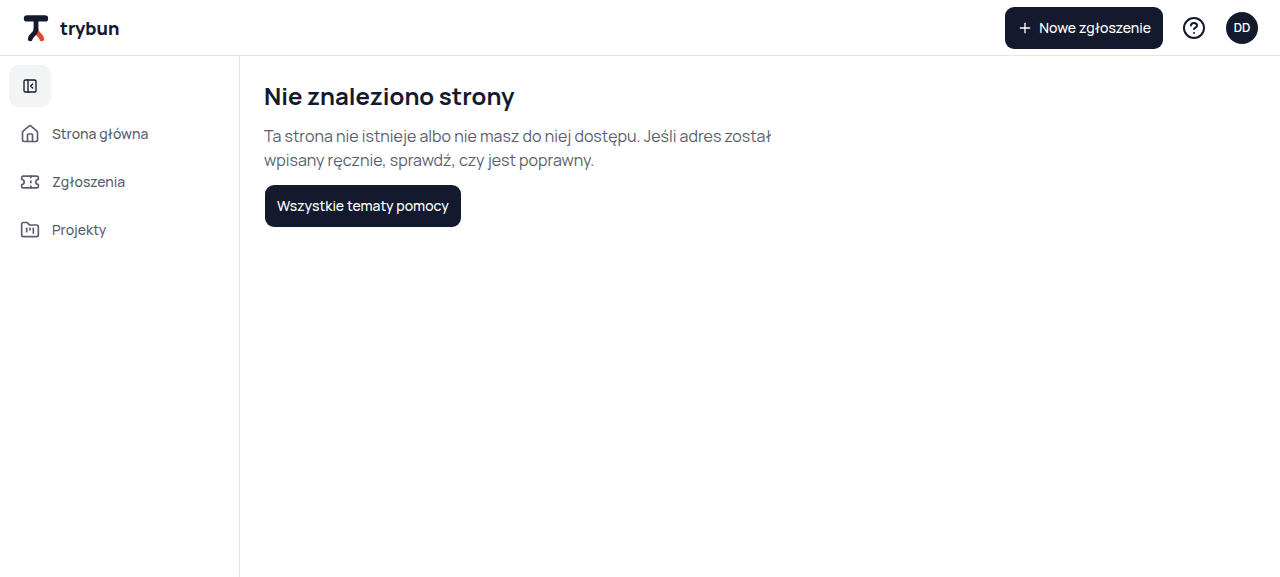 trybun
Nowe zgłoszenie
DD
Strona główna
Zgłoszenia
Projekty
Nie znaleziono strony
Ta strona nie istnieje albo nie masz do niej dostępu. Jeśli adres został
wpisany ręcznie, sprawdź, czy jest poprawny.
Wszystkie tematy pomocy